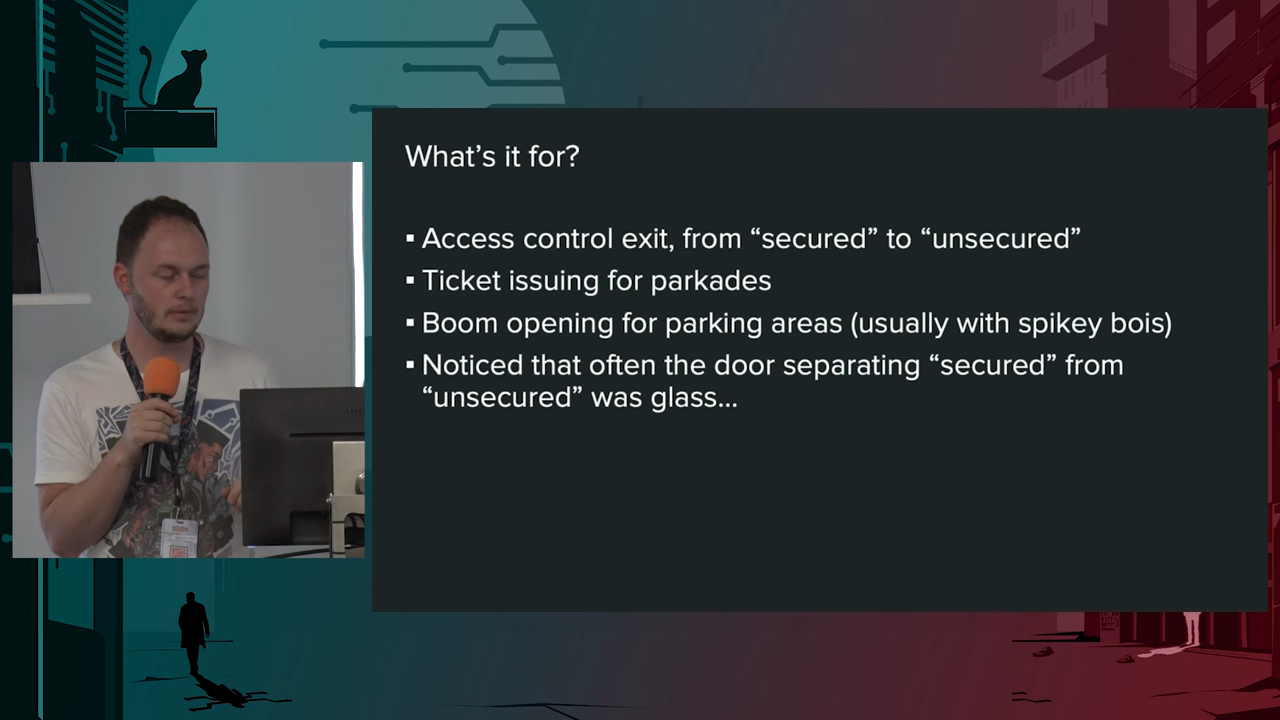 What’s it for?
▪ Access control exit, from “secured” to “unsecured”
▪ Ticket issuing for parkades
▪ Boom opening for parking areas (usually with spikey bois)
▪ Noticed that often the door separating “secured” from
“unsecured” was glass...